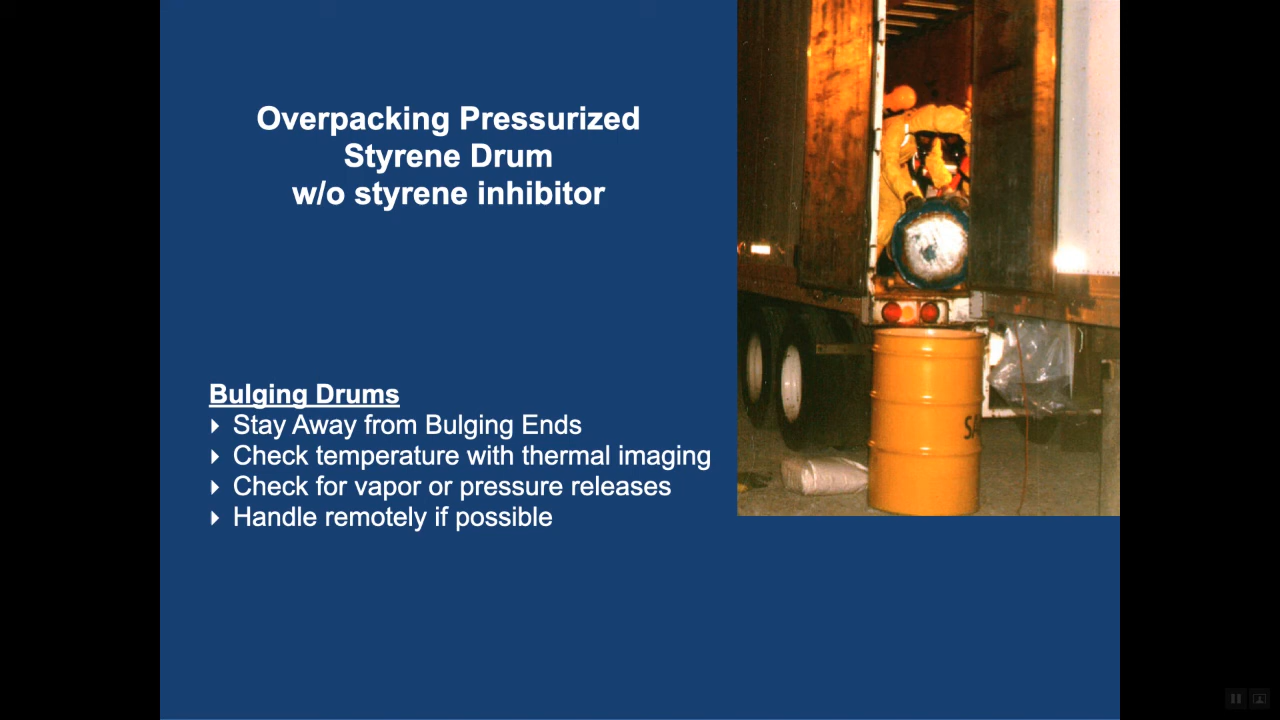 Overpacking Pressurized
Styrene Drum
w/o styrene inhibitor
Bulging Drums
Stay Away from Bulging Ends
Check temperature with thermal imaging
Check for vapor or pressure releases
Handle remotely if possible